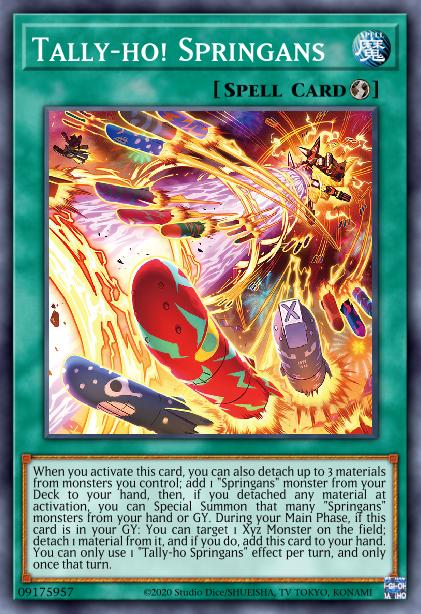 TALLY-HO! SPRINGANS
SPELL
魔
[SPELL CARD]
X
When you activate this card, you can also detach up to 3 materials
from monsters you control; add 1 "Springans" monster from your
Deck to your hand, then, if you detached any material at
activation, you can Special Summon that many "Springans"
monsters from your hand or GY. During your Main Phase, if this
card is in your GY: You can target 1 Xyz Monster on the field;
detach 1 material from it, and if you do, add this card to your hand.
You can only use 1 "Tally-ho Springans" effect per turn, and only
once that turn.
09175957
©2020 Studio Dice/SHUEISHA, TV TOKYO, KONAMI